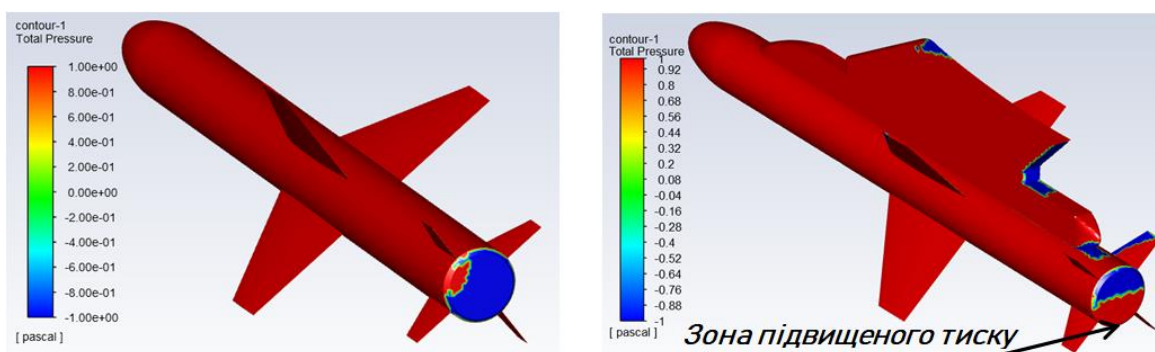 contour-1
Total Pressure
1.00e+00
8.00e-01
6.00e-01
4.00e-01
2.00e-01
0.00e+00
-2.00e-01
-4.00e-01
-6.00e-01
-8.00e-01
-1.00e+00
[ pascal ]
contour-1
Total Pressure
1
0.92
0.8
0.68
0.56
0.44
0.32
0.2
0.08
-0.04
-0.16
-0.28
-0.4
-0.52
-0.64
-0.76
-0.88
-1
[ pascal ]
Зона підвищеного тиску